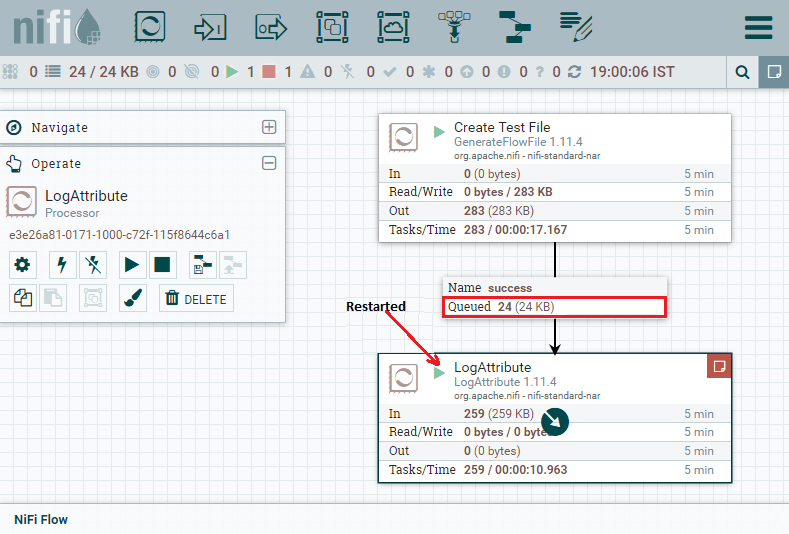 nifi
0 24 / 24 KB 0 0 1 1 0 0 0 0 0 0 0 19:00:06 IST
Navigate
Operate
LogAttribute
Processor
e3e26a81-0171-1000-c72f-115f8644c6a1
DELETE
Create Test File
GenerateFlowFile 1.11.4
org.apache.nifi - nifi-standard-nar
In 0 (0 bytes) 5 min
Read/Write 0 bytes / 283 KB 5 min
Out 283 (283 KB) 5 min
Tasks/Time 283 / 00:00:17.167 5 min
Name success
Queued 24 (24 KB)
Restarted
LogAttribute
LogAttribute 1.11.4
org.apache.nifi - nifi-standard-nar
In 259 (259 KB) 5 min
Read/Write 0 bytes / 0 bytes 5 min
Out 0 (0 bytes) 5 min
Tasks/Time 259 / 00:00:10.963 5 min
NiFi Flow